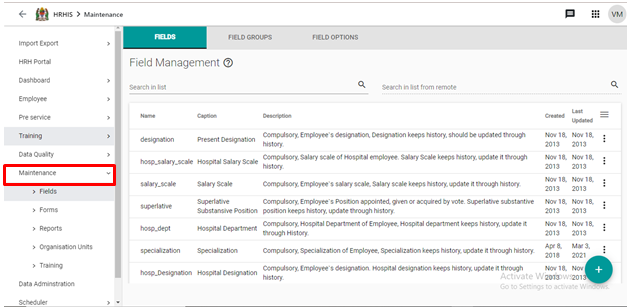 HRHIS > Maintenance VM
Import Export
HRH Portal
Dashboard
Employee
Pre service
Training
Data Quality
Maintenance
Fields
Forms
Reports
Organisation Units
Training
Data Adminstration
Scheduler
FIELDS FIELD GROUPS FIELD OPTIONS
Field Management
Search in list Search in list from remote
Name Caption Description Created Last Updated
designation Present Designation Compulsory, Employee's designation, Designation keeps history, should be updated through Nov 18, Nov 18,
history. 2013 2013
hosp_salary_scale Hospital Salary Scale Compulsory, Salary scale of Hospital employee. Salary Scale keeps history, update it through Nov 18, Nov 18,
history. 2013 2013
salary_scale Salary Scale Compulsory, Employee's salary scale, Salary scale keeps history, update it through history. Nov 18, Nov 18,
2013 2013
superlative Superlative Compulsory, Employee's Position appointed, given or acquired by vote. Superlative substantive Nov 18, Nov 18,
Substansive Position position keeps history, update through history. 2013 2013
hosp_dept Hospital Department Compulsory, Hospital Department of Employee, Hospital department keeps history, update it Nov 18, Nov 18,
through History. 2013 2013
specialization Specialization Compulsory, Specialization of Employee, Specialization keeps history, update it through history. Apr 8, Mar 3,
2018 2021
hosp_Designation Hospital Designation Compulsory, Employee's designation. Hospital designation keeps history, update it through Nov 18,
history. 2013
Activate Windows
Go to Settings to activate Windows.